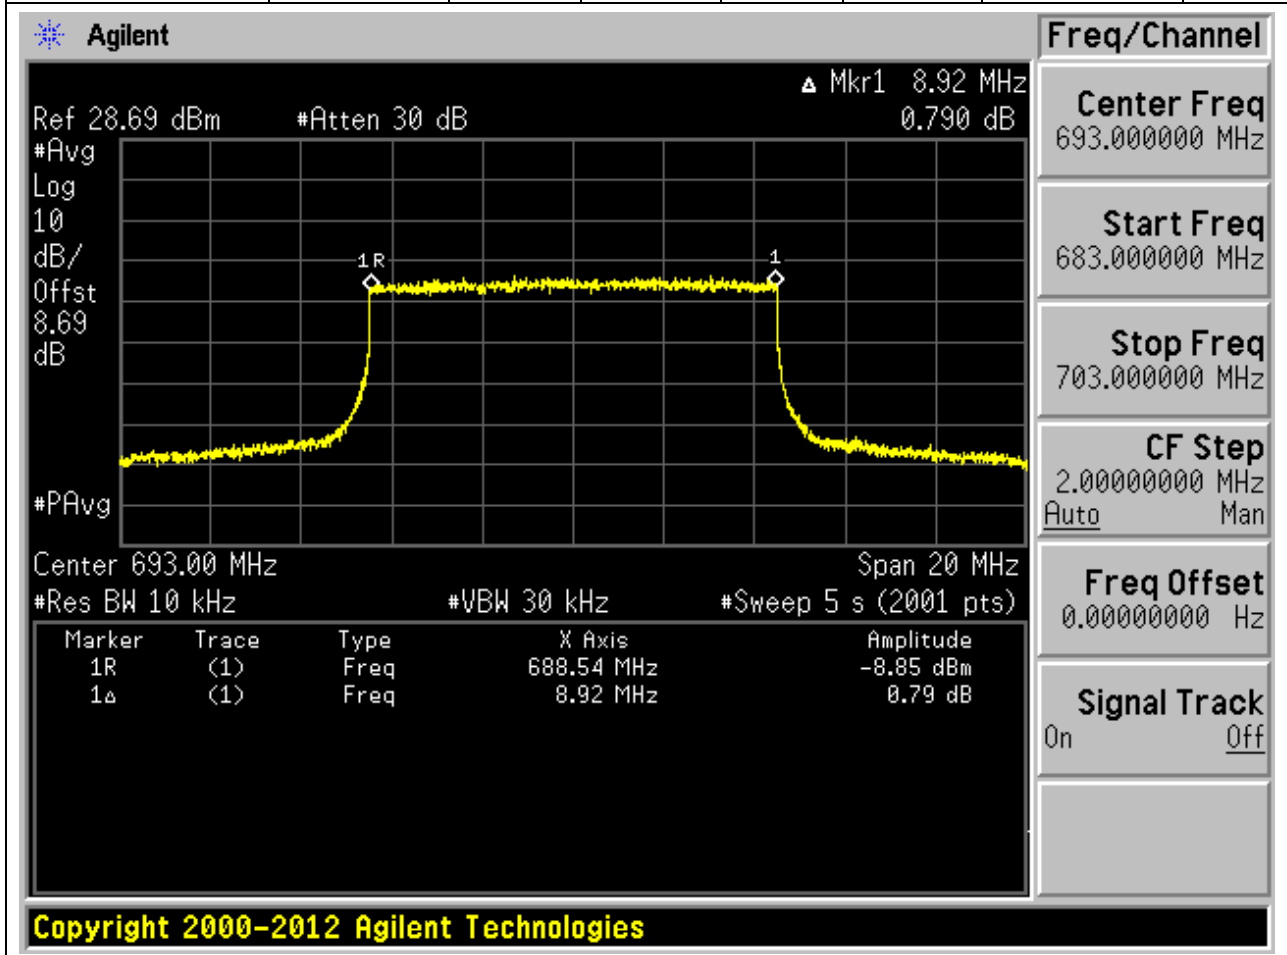 Agilent
Freq/Channel
▵ Mkr1 8.92 MHz
Ref 28.69 dBm #Atten 30 dB 0.790 dB
#Avg
Log
10
dB/
Offst
8.69
dB
#PAvg
1R
1
Center 693.00 MHz Span 20 MHz
#Res BW 10 kHz #VBW 30 kHz #Sweep 5 s (2001 pts)
Marker Trace Type X Axis Amplitude
1R (1) Freq 688.54 MHz -8.85 dBm
1▵ (1) Freq 8.92 MHz 0.79 dB
Center Freq
693.000000 MHz
Start Freq
683.000000 MHz
Stop Freq
703.000000 MHz
CF Step
2.00000000 MHz
Auto Man
Freq Offset
0.00000000 Hz
Signal Track
On Off
Copyright 2000-2012 Agilent Technologies